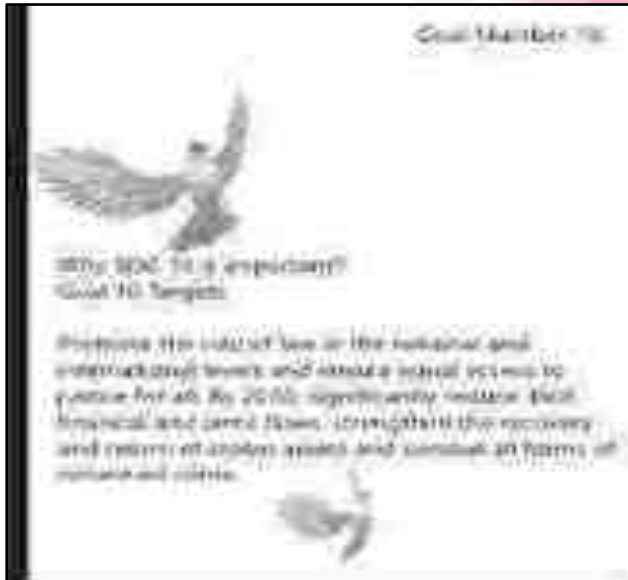 Goal Number 16
Why SDG 16 is important?
Goal 16 Targets
Promote the rule of law at the national and
international levels and ensure equal access to
justice for all. By 2030, significantly reduce illicit
financial and arms flows, strengthen the recovery
and return of stolen assets and combat all forms of
organized crime.